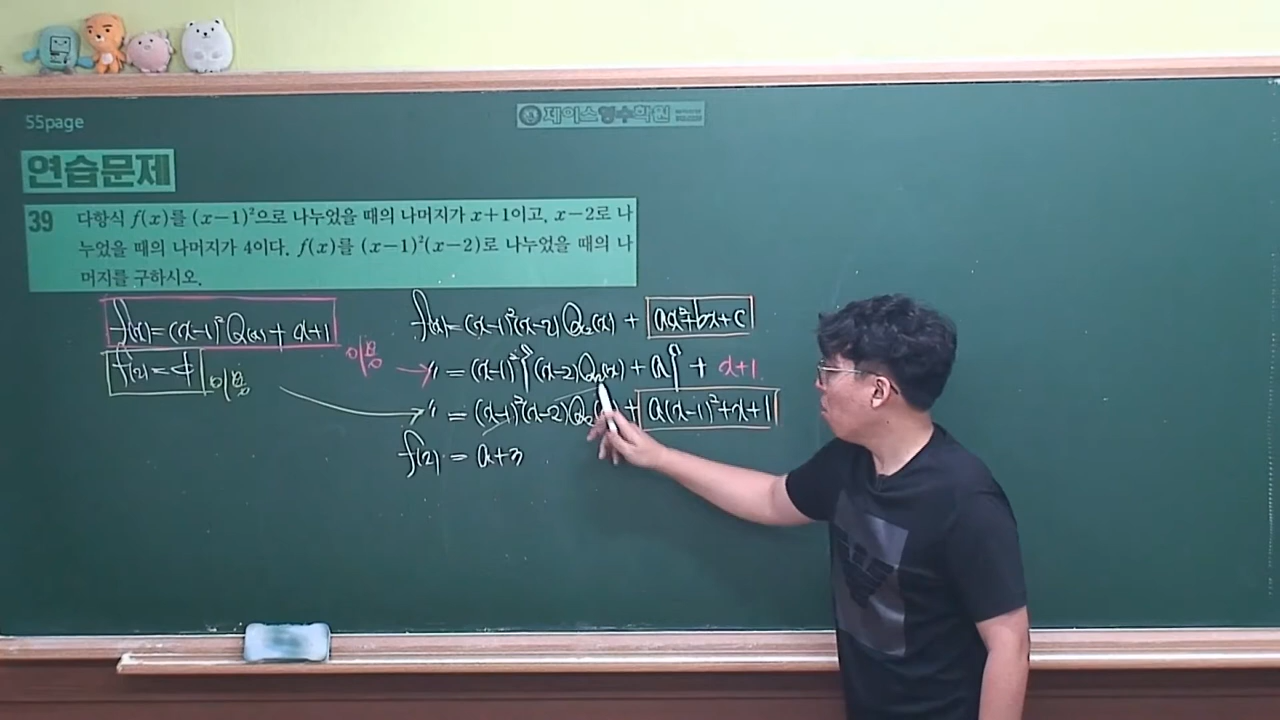 55page
제이스영수학원
연습문제
39 다항식 f(x)를 (x-1)²으로 나누었을 때의 나머지가 x+1이고, x-2로 나
누었을 때의 나머지가 4이다. f(x)를 (x-1)²(x-2)로 나누었을 때의 나
머지를 구하시오.
f(x)=(x-1)²Q(x)+x+1
f(2)=4
이용
이용
f(x)=(x-1)²(x-2)Q₂(x)+ax²+bx+c
〃=(x-1)²{(x-2)Q₂(x)+a}+x+1
〃=(x-1)²(x-2)Q₂( )+a(x-1)²+x+1
f(2)=a+3